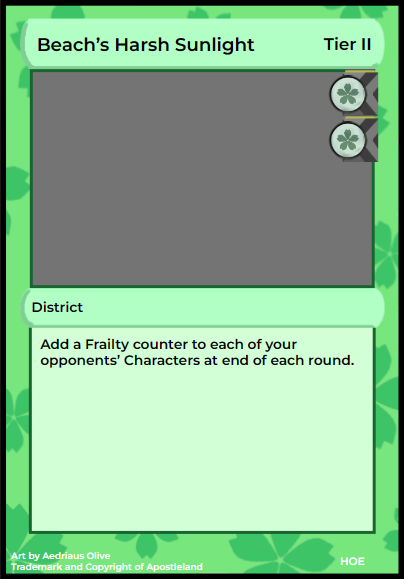 Beach’s Harsh Sunlight
Tier II
District
Add a Frailty counter to each of your
opponents’ Characters at end of each round.
Art by Aedriaus Olive
Trademark and Copyright of Apostleland
HOE